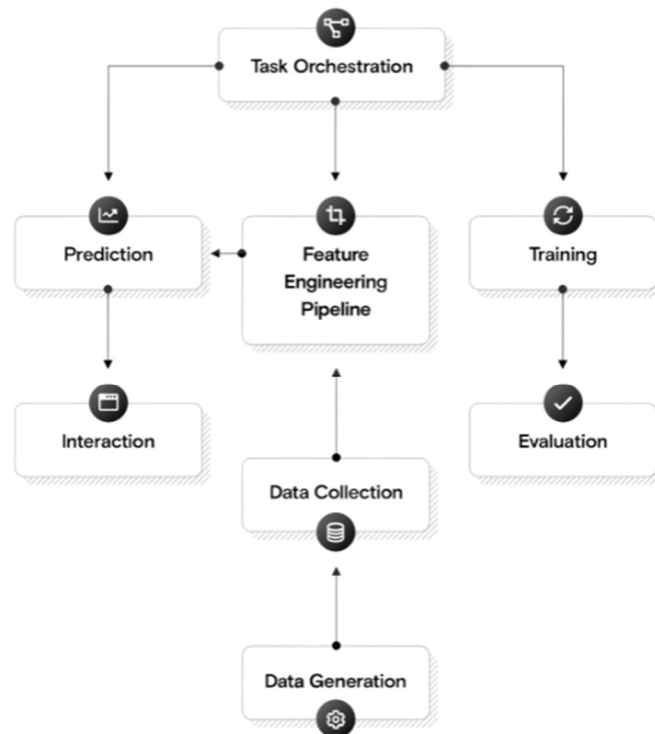 Task Orchestration
Prediction
Feature
Engineering
Pipeline
Training
Interaction
Evaluation
Data Collection
Data Generation